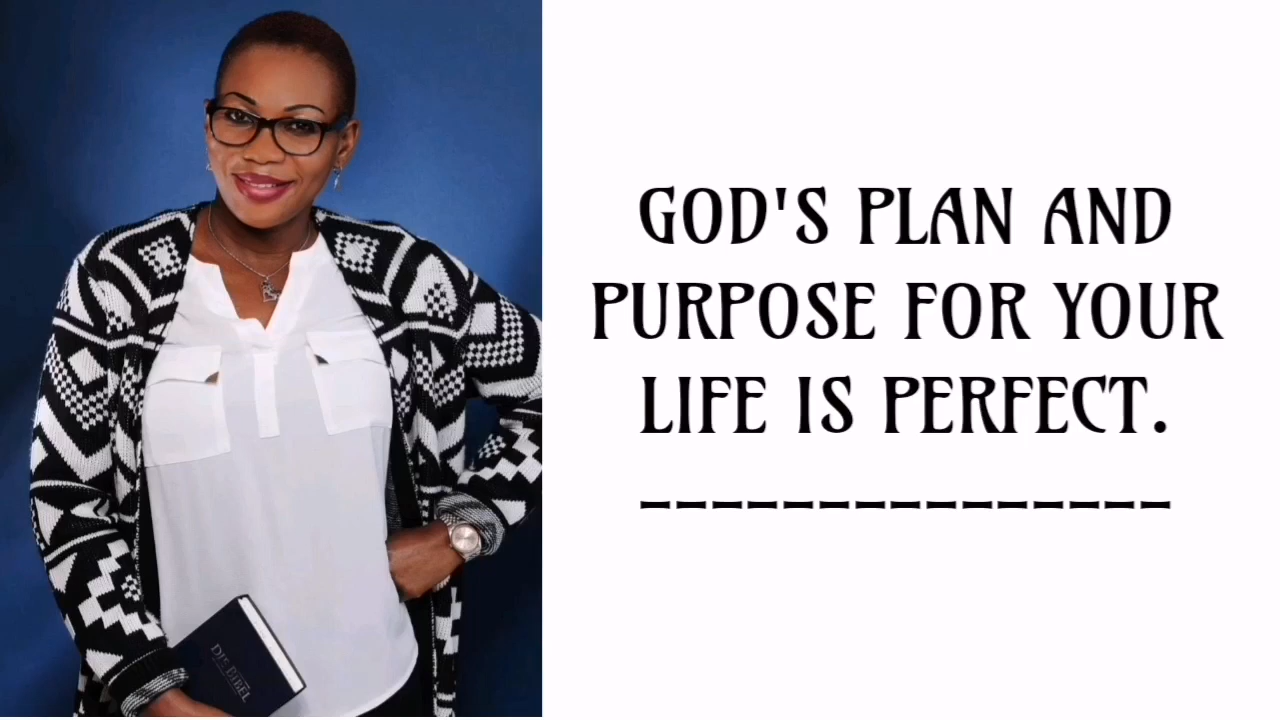 GOD'S PLAN AND
PURPOSE FOR YOUR
LIFE IS PERFECT.
---------------
DIE BIBEL